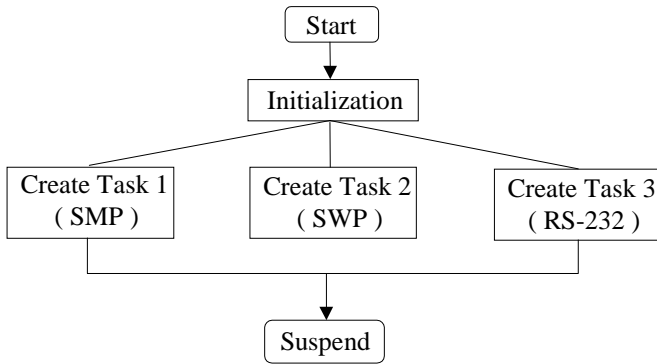 Start
Initialization
Create Task 1
( SMP )
Create Task 2
( SWP )
Create Task 3
( RS-232 )
Suspend